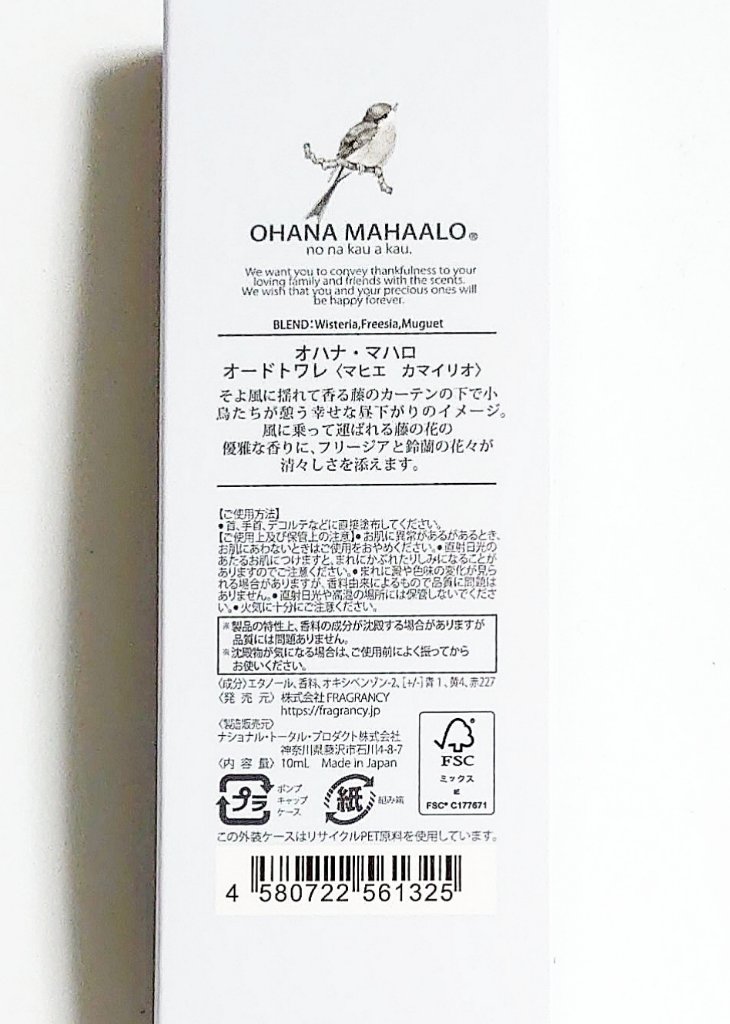 OHANA MAHAALO®
no na kau a kau.
We want you to convey thankfulness to your
loving family and friends with the scents.
We wish that you and your precious ones will
be happy forever.
BLEND:Wisteria,Freesia,Muguet
オハナ・マハロ
オードトワレ〈マヒエ カマイリオ〉
そよ風に揺れて香る藤のカーテンの下で小
鳥たちが憩う幸せな昼下がりのイメージ。
風に乗って運ばれる藤の花の
優雅な香りに、フリージアと鈴蘭の花々が
清々しさを添えます。
【ご使用方法】
●首、手首、デコルテなどに直接塗布してください。
【ご使用上及び保管上の注意】●お肌に異常があるがあるとき、
お肌にあわないときはご使用をおやめください。●直射日光の
あたるお肌につけますと、まれにかぶれたりしみになることが
ありますのでご注意ください。●まれに澱や色味の変化が見ら
れる場合がありますが、香料由来によるもので品質に問題は
ありません。●直射日光や高温の場所には保管しないでくださ
い。●火気に十分にご注意ください。
※製品の特性上、香料の成分が沈殿する場合がありますが
品質には問題ありません。
※沈殿物が気になる場合は、ご使用前によく振ってから
お使いください。
〈成分〉エタノール、香料、オキシベンゾン-2、[+/-]青1、黄4、赤227
〈発 売 元〉 株式会社FRAGRANCY
https://fragrancy.jp
〈製造販売元〉
ナショナル・トータル・プロダクト株式会社
神奈川県藤沢市石川4-8-7
〈内 容 量〉 10mL Made in Japan
プラ
ポンプ
キャップ
ケース
紙
組み箱
FSC
ミックス
紙
FSC® C177671
この外装ケースはリサイクルPET原料を使用しています。
4 580722 561325